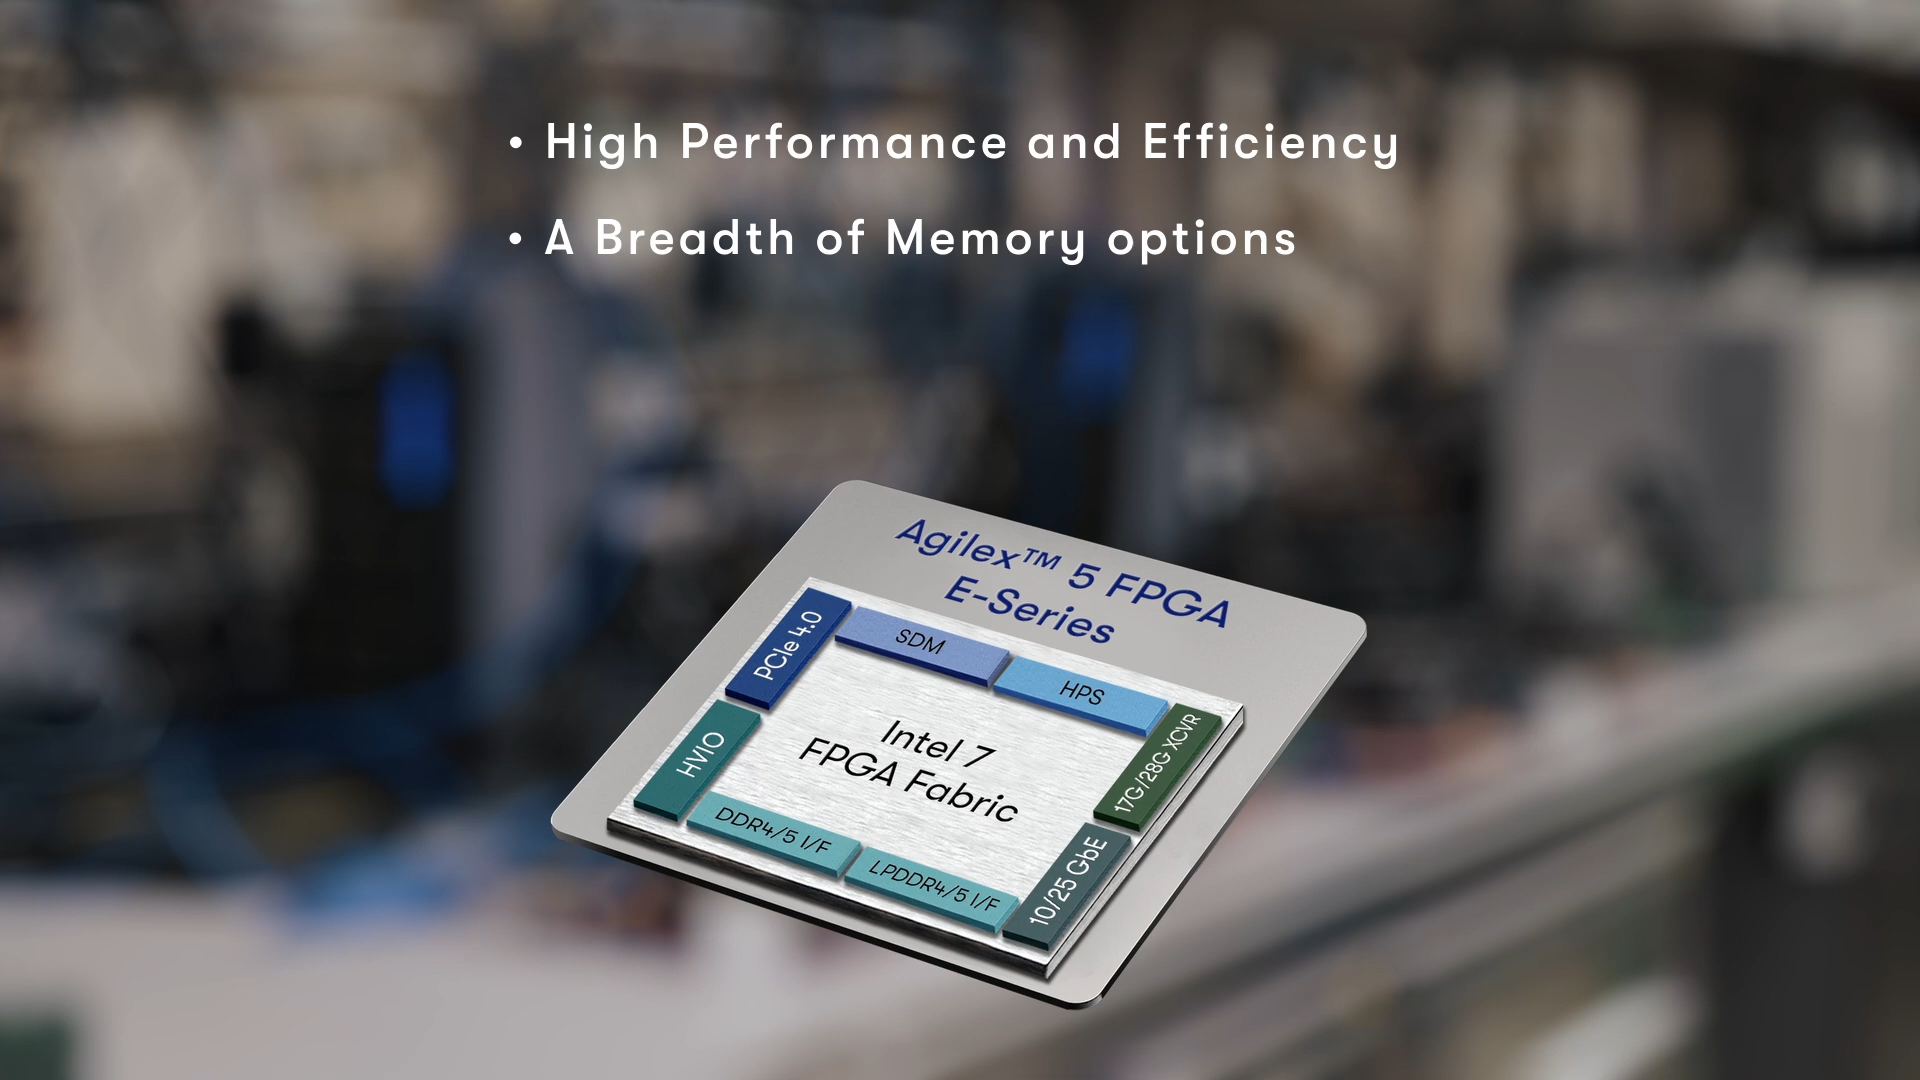 • High Performance and Efficiency
• A Breadth of Memory options
Agilex™ 5 FPGA
E-Series
PCIe 4.0
SDM
HPS
HVIO
Intel 7
FPGA Fabric
17G/28G XCVR
DDR4/5 I/F
LPDDR4/5 I/F
10/25 GbE